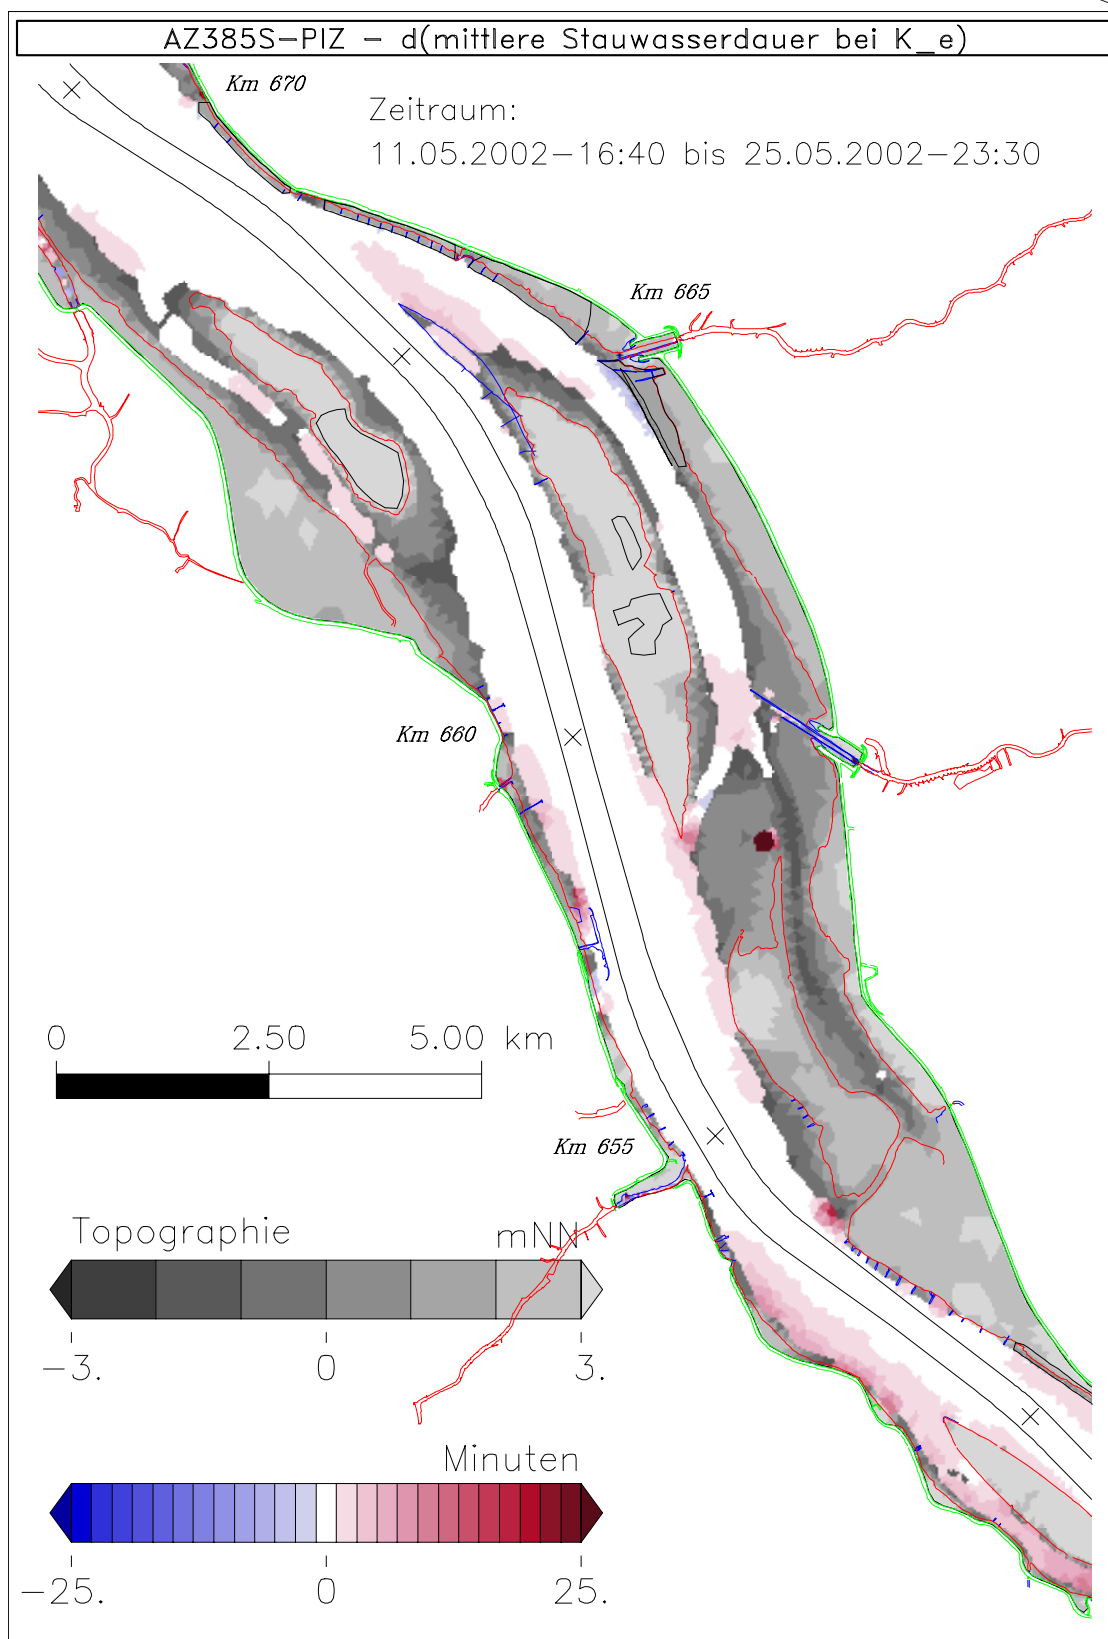 AZ385S-PIZ - d(mittlere Stauwasserdauer bei K_e)
Km 670
Zeitraum:
11.05.2002-16:40 bis 25.05.2002-23:30
Km 665
Km 660
0 2.50 5.00 km
Km 655
Topographie mNN
-3. 0 3.
Minuten
-25. 0 25.